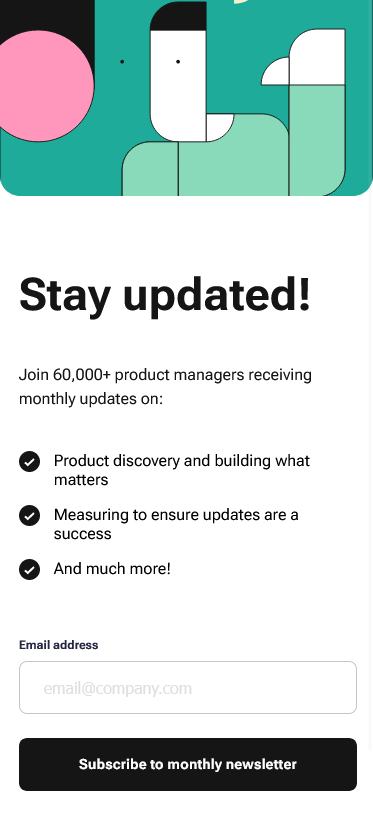 Stay updated!
Join 60,000+ product managers receiving
monthly updates on:
Product discovery and building what
matters
Measuring to ensure updates are a
success
And much more!
Email address
email@company.com
Subscribe to monthly newsletter